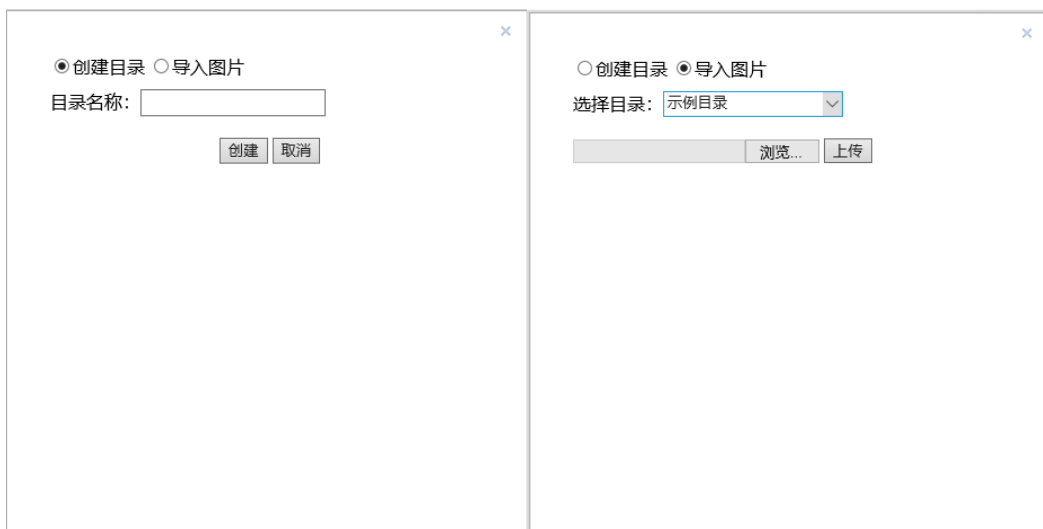 ×
创建目录 导入图片
目录名称：
创建 取消
×
创建目录 导入图片
选择目录： 示例目录
浏览... 上传